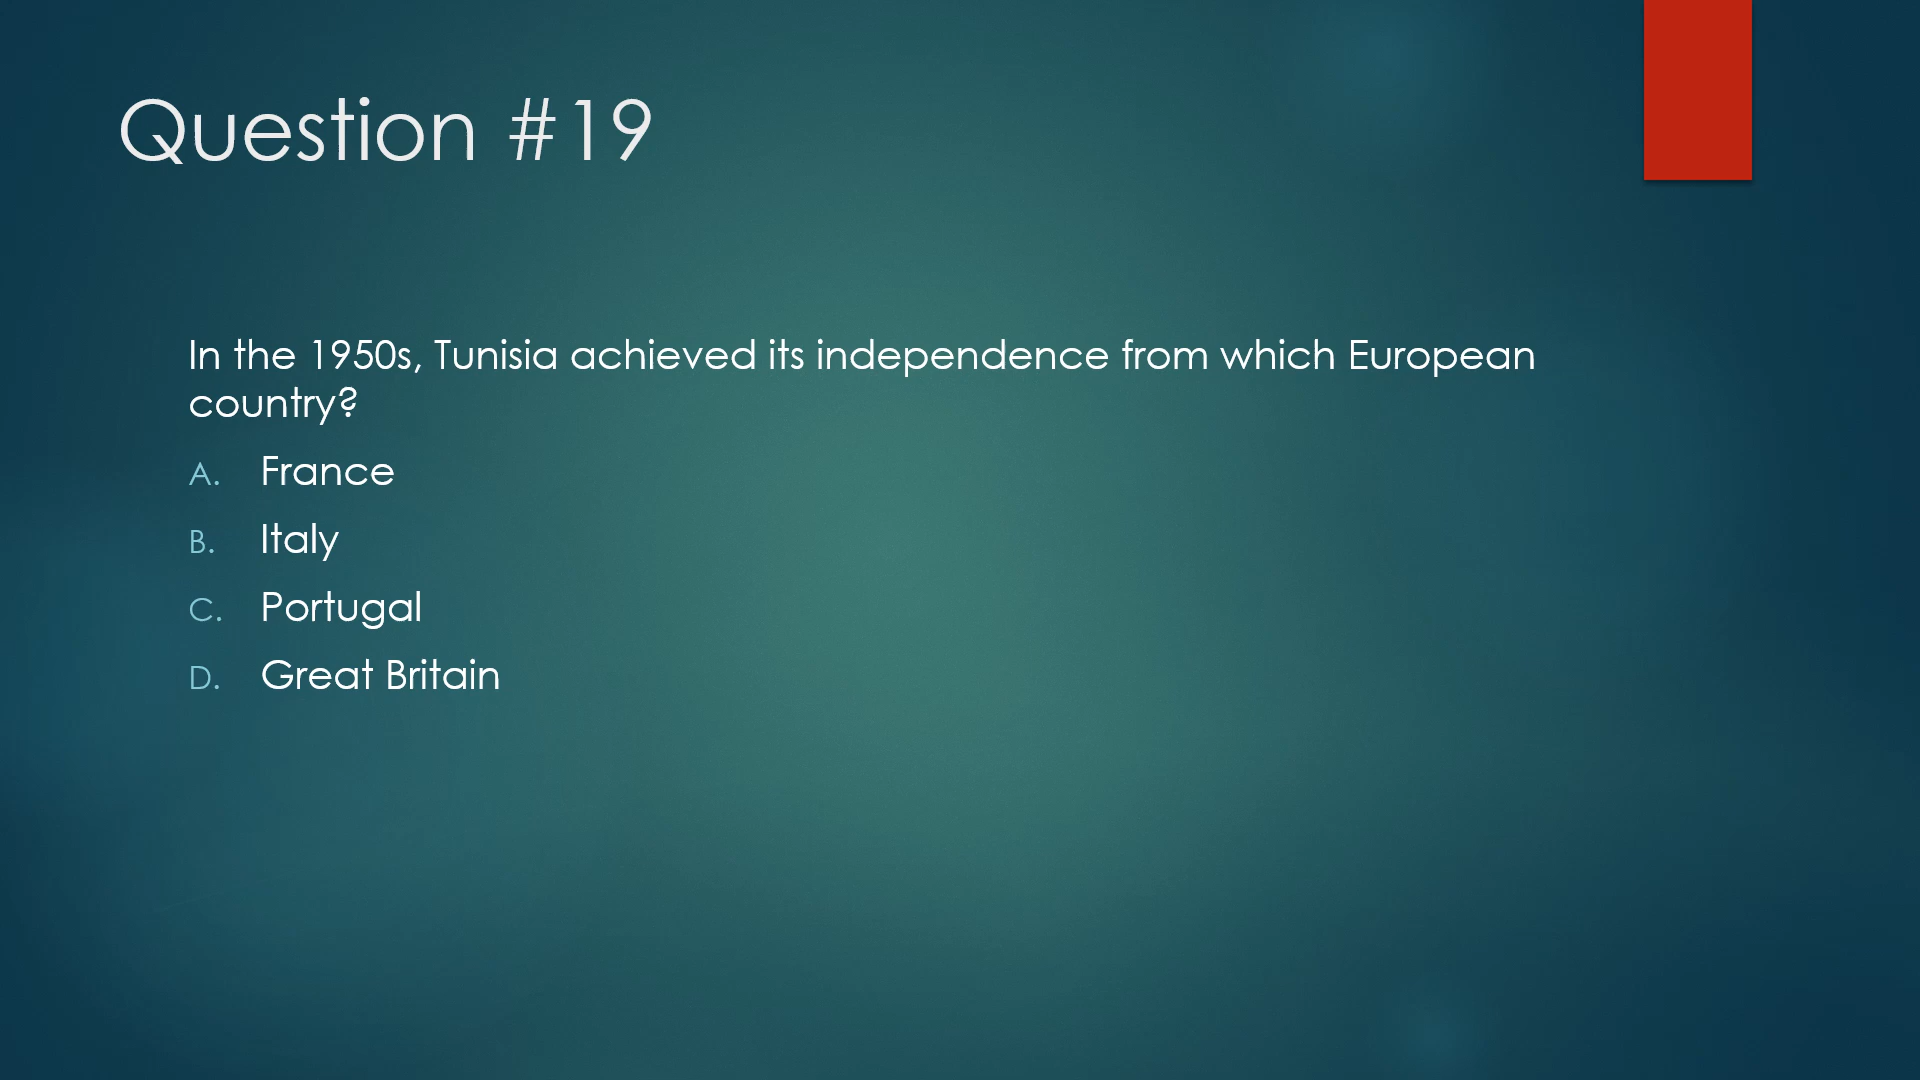 Question #19
In the 1950s, Tunisia achieved its independence from which European
country?
A. France
B. Italy
C. Portugal
D. Great Britain